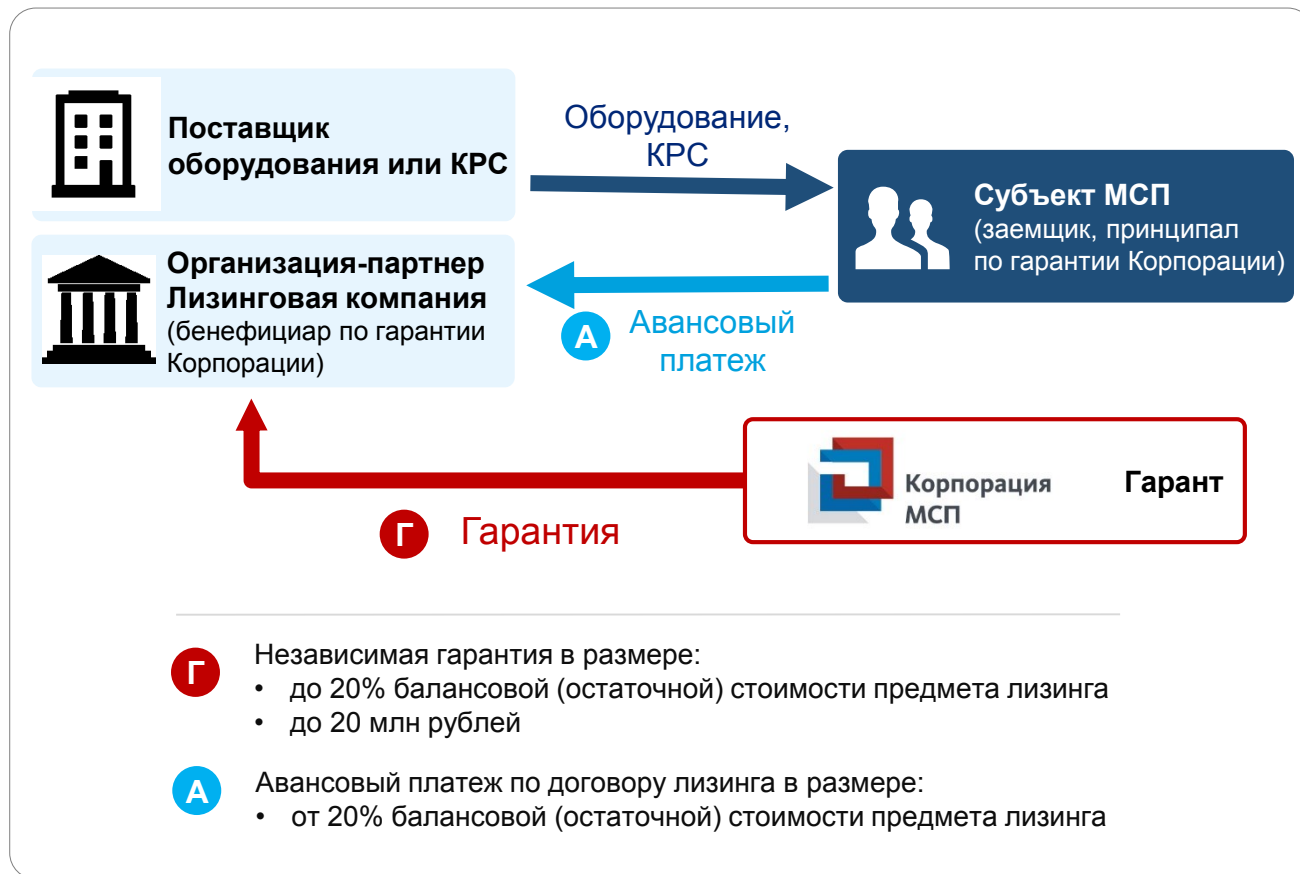 Поставщик
оборудования или КРС
Оборудование,
КРС
Субъект МСП
(заемщик, принципал
по гарантии Корпорации)
Организация-партнер
Лизинговая компания
(бенефициар по гарантии
Корпорации)
А
Авансовый
платеж
Корпорация
МСП
Гарант
Г
Гарантия
Г
Независимая гарантия в размере:
• до 20% балансовой (остаточной) стоимости предмета лизинга
• до 20 млн рублей
А
Авансовый платеж по договору лизинга в размере:
• от 20% балансовой (остаточной) стоимости предмета лизинга